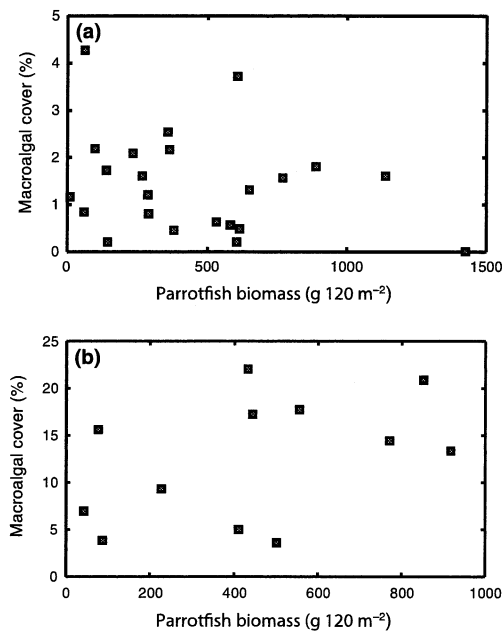 (a)
5
4
3
2
1
0
Macroalgal cover (%)
0 500 1000 1500
Parrotfish biomass (g 120 m⁻²)
(b)
25
20
15
10
5
0
Macroalgal cover (%)
0 200 400 600 800 1000
Parrotfish biomass (g 120 m⁻²)